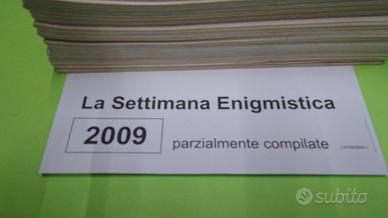 La Settimana Enigmistica
2009 parzialmente compilate
subito